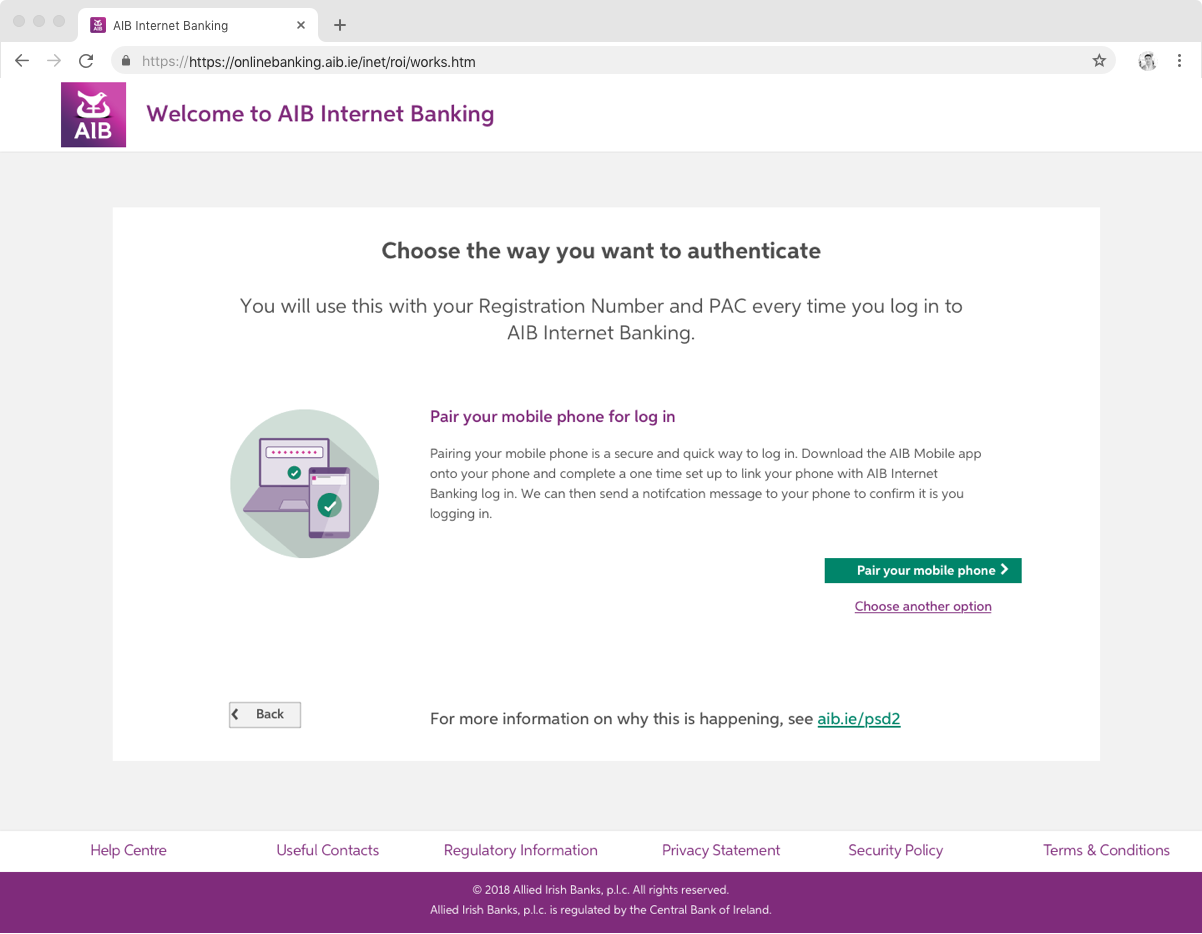 AIB Internet Banking
https://https://onlinebanking.aib.ie/inet/roi/works.htm
AIB
Welcome to AIB Internet Banking
Choose the way you want to authenticate
You will use this with your Registration Number and PAC every time you log in to
AIB Internet Banking.
Pair your mobile phone for log in
Pairing your mobile phone is a secure and quick way to log in. Download the AIB Mobile app
onto your phone and complete a one time set up to link your phone with AIB Internet
Banking log in. We can then send a notifcation message to your phone to confirm it is you
logging in.
Pair your mobile phone
Choose another option
Back
For more information on why this is happening, see aib.ie/psd2
Help Centre Useful Contacts Regulatory Information Privacy Statement Security Policy Terms & Conditions
© 2018 Allied Irish Banks, p.l.c. All rights reserved.
Allied Irish Banks, p.l.c. is regulated by the Central Bank of Ireland.